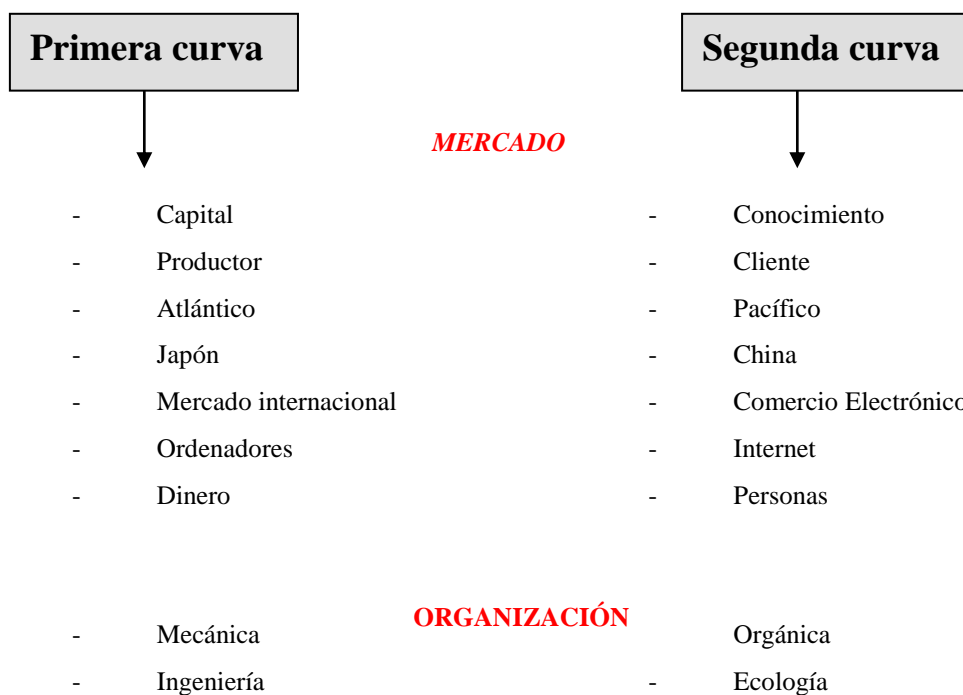 Primera curva Segunda curva
MERCADO
- Capital - Conocimiento
- Productor - Cliente
- Atlántico - Pacífico
- Japón - China
- Mercado internacional - Comercio Electrónico
- Ordenadores - Internet
- Dinero - Personas
ORGANIZACIÓN
- Mecánica Orgánica
- Ingeniería - Ecología